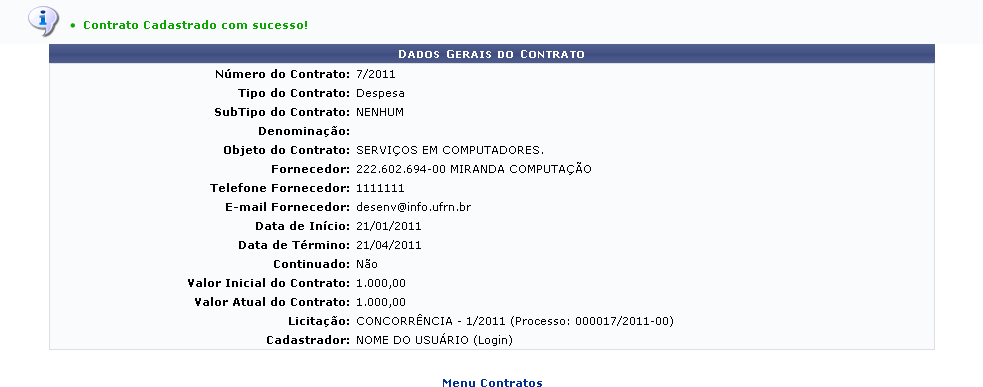 • Contrato Cadastrado com sucesso!
Dados Gerais do Contrato
Número do Contrato: 7/2011
Tipo do Contrato: Despesa
SubTipo do Contrato: NENHUM
Denominação:
Objeto do Contrato: SERVIÇOS EM COMPUTADORES.
Fornecedor: 222.602.694-00 MIRANDA COMPUTAÇÃO
Telefone Fornecedor: 1111111
E-mail Fornecedor: desenv@info.ufrn.br
Data de Início: 21/01/2011
Data de Término: 21/04/2011
Continuado: Não
Valor Inicial do Contrato: 1.000,00
Valor Atual do Contrato: 1.000,00
Licitação: CONCORRÊNCIA - 1/2011 (Processo: 000017/2011-00)
Cadastrador: NOME DO USUÁRIO (Login)
Menu Contratos